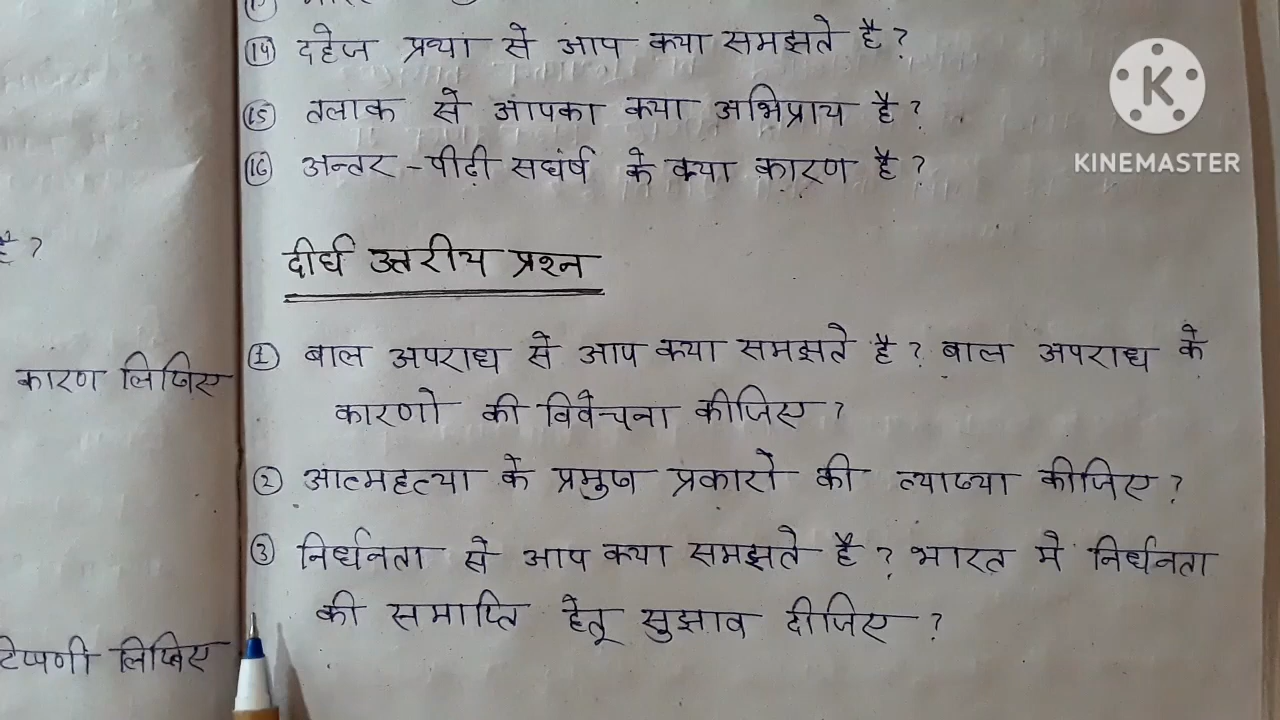 ⑭ दहेज प्रथा से आप क्या समझते है ?
⑮ तलाक से आपका क्या अभिप्राय है ?
⑯ अन्तर - पीढ़ी सघंर्ष के क्या कारण है ?
है ?
दीर्घ उत्तरीय प्रश्न
① बाल अपराध से आप क्या समझते है ? बाल अपराध के
कारण लिखिए
कारणो की विवेचना कीजिए ?
② आत्महत्या के प्रमुख प्रकारो की व्याख्या कीजिए ?
③ निर्धनता से आप क्या समझते है ? भारत मे निर्धनता
की समाप्ति हेतू सुझाव दीजिए ?
टिप्पणी लिखिए
K
KINEMASTER